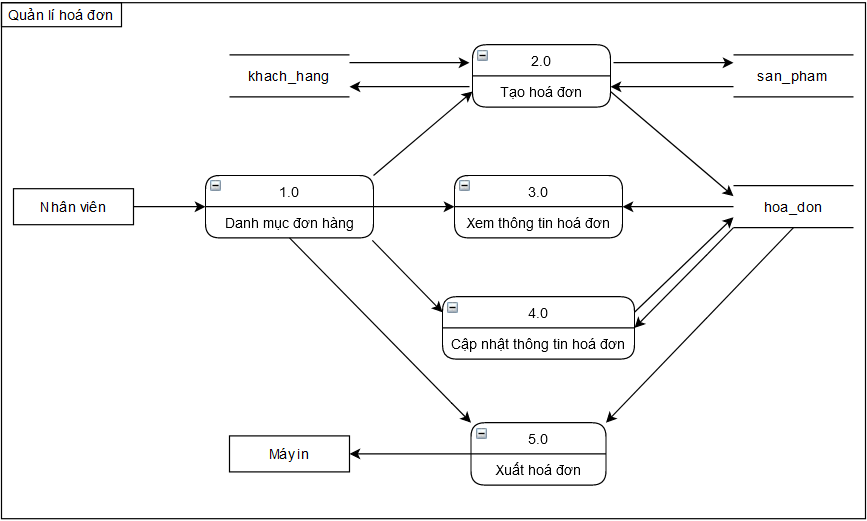 Quản lí hoá đơn
2.0
khach_hang
san_pham
Tạo hoá đơn
1.0
3.0
Nhân viên
hoa_don
Danh mục đơn hàng
Xem thông tin hoá đơn
4.0
Cập nhật thông tin hoá đơn
5.0
Máy in
Xuất hoá đơn